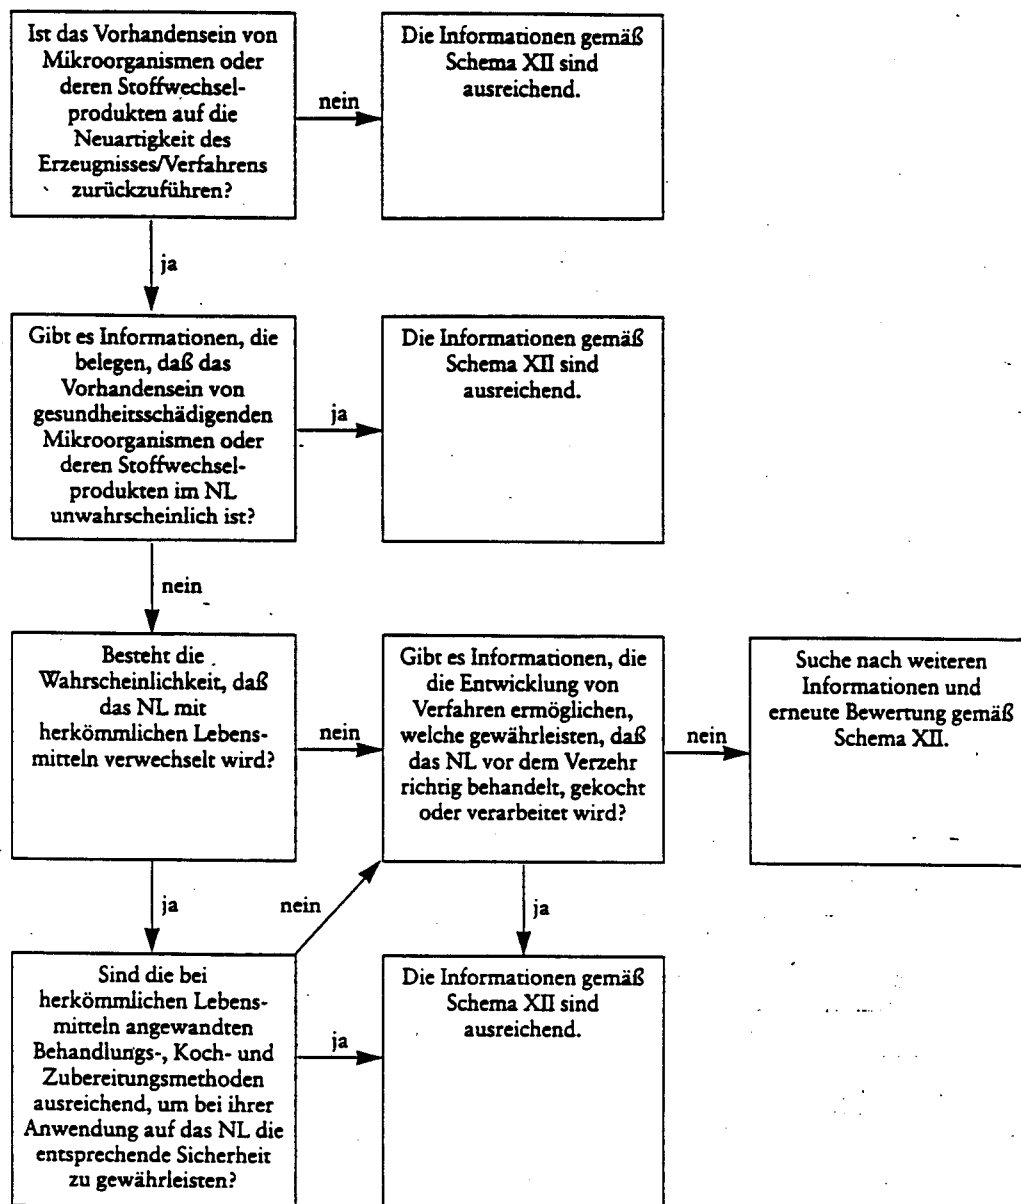 Ist das Vorhandensein von
Mikroorganismen oder
deren Stoffwechsel-
produkten auf die
Neuartigkeit des
Erzeugnisses/Verfahrens
zurückzuführen?
nein
Die Informationen gemäß
Schema XII sind
ausreichend.
ja
Gibt es Informationen, die
belegen, daß das
Vorhandensein von
gesundheitsschädigenden
Mikroorganismen oder
deren Stoffwechsel-
produkten im NL
unwahrscheinlich ist?
ja
Die Informationen gemäß
Schema XII sind
ausreichend.
nein
Besteht die
Wahrscheinlichkeit, daß
das NL mit
herkömmlichen Lebens-
mitteln verwechselt wird?
nein
Gibt es Informationen, die
die Entwicklung von
Verfahren ermöglichen,
welche gewährleisten, daß
das NL vor dem Verzehr
richtig behandelt, gekocht
oder verarbeitet wird?
nein
Suche nach weiteren
Informationen und
erneute Bewertung gemäß
Schema XII.
ja
nein
ja
Sind die bei
herkömmlichen Lebens-
mitteln angewandten
Behandlungs-, Koch- und
Zubereitungsmethoden
ausreichend, um bei ihrer
Anwendung auf das NL die
entsprechende Sicherheit
zu gewährleisten?
ja
Die Informationen gemäß
Schema XII sind
ausreichend.